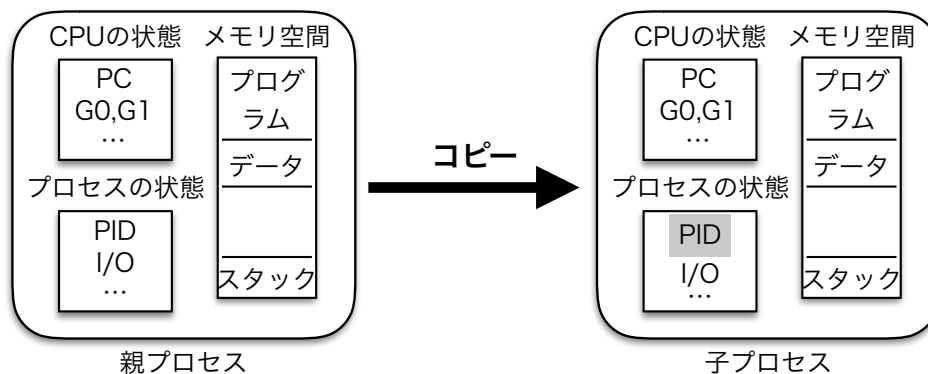 CPUの状態
メモリ空間
PC
G0,G1
…
プログ
ラム
データ
スタック
プロセスの状態
PID
I/O
…
親プロセス
コピー
CPUの状態
メモリ空間
PC
G0,G1
…
プログ
ラム
データ
スタック
プロセスの状態
PID
I/O
…
子プロセス